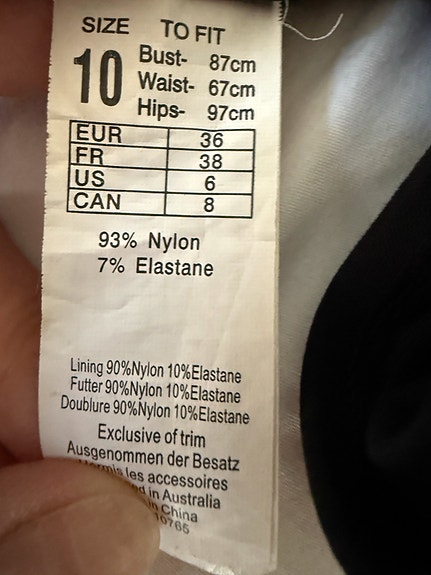 SIZE TO FIT
10
Bust- 87cm
Waist- 67cm
Hips- 97cm
EUR 36
FR 38
US 6
CAN 8
93% Nylon
7% Elastane
Lining 90%Nylon 10%Elastane
Futter 90%Nylon 10%Elastane
Doublure 90%Nylon 10%Elastane
Exclusive of trim
Ausgenommen der Besatz
les accessoires
in Australia
China